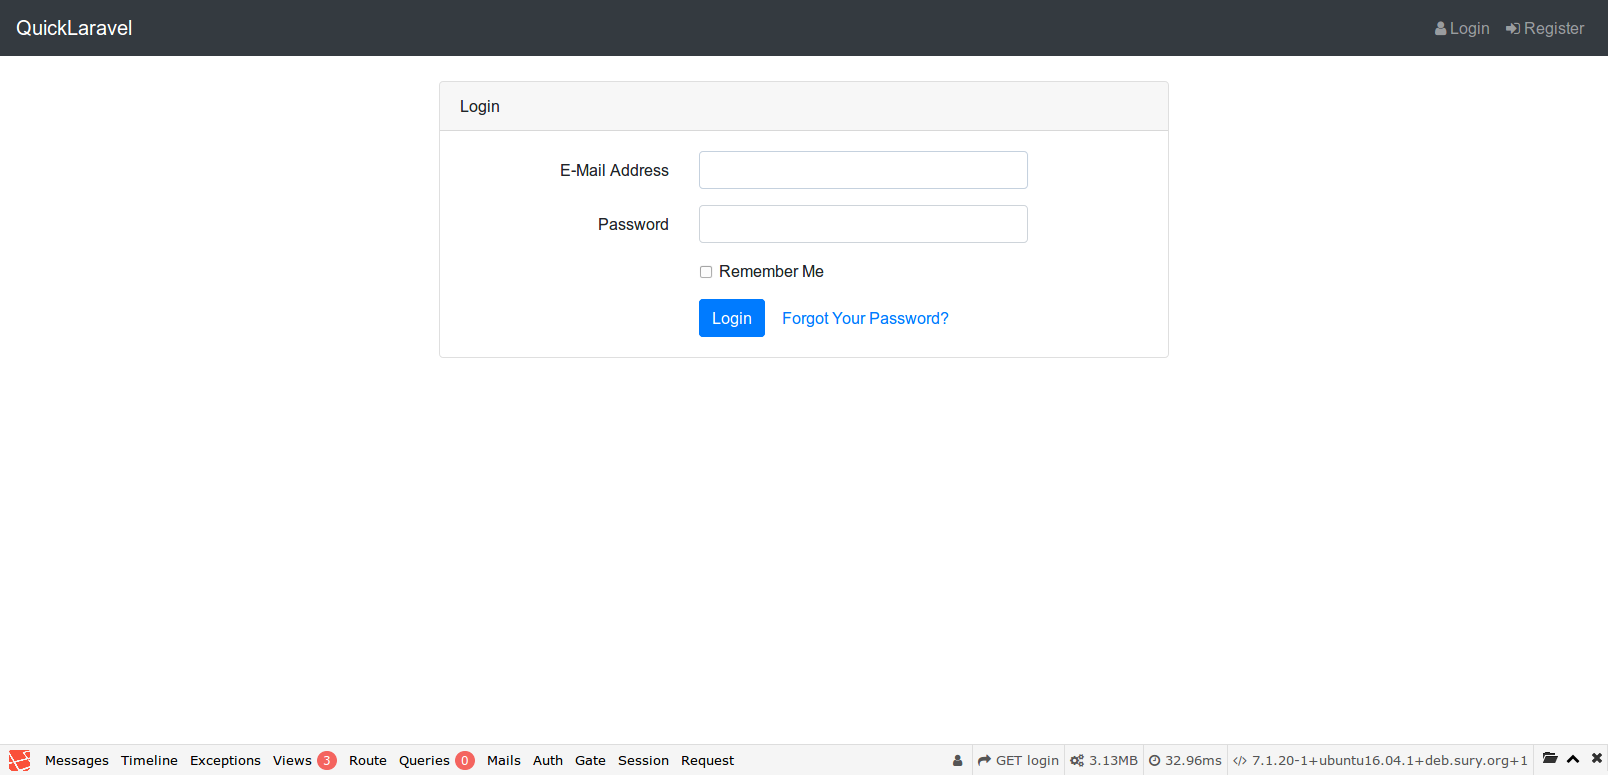 QuickLaravel Login Register
Login
E-Mail Address
Password
Remember Me
Login Forgot Your Password?
Messages Timeline Exceptions Views 3 Route Queries 0 Mails Auth Gate Session Request GET login 3.13MB 32.96ms 7.1.20-1+ubuntu16.04.1+deb.sury.org+1